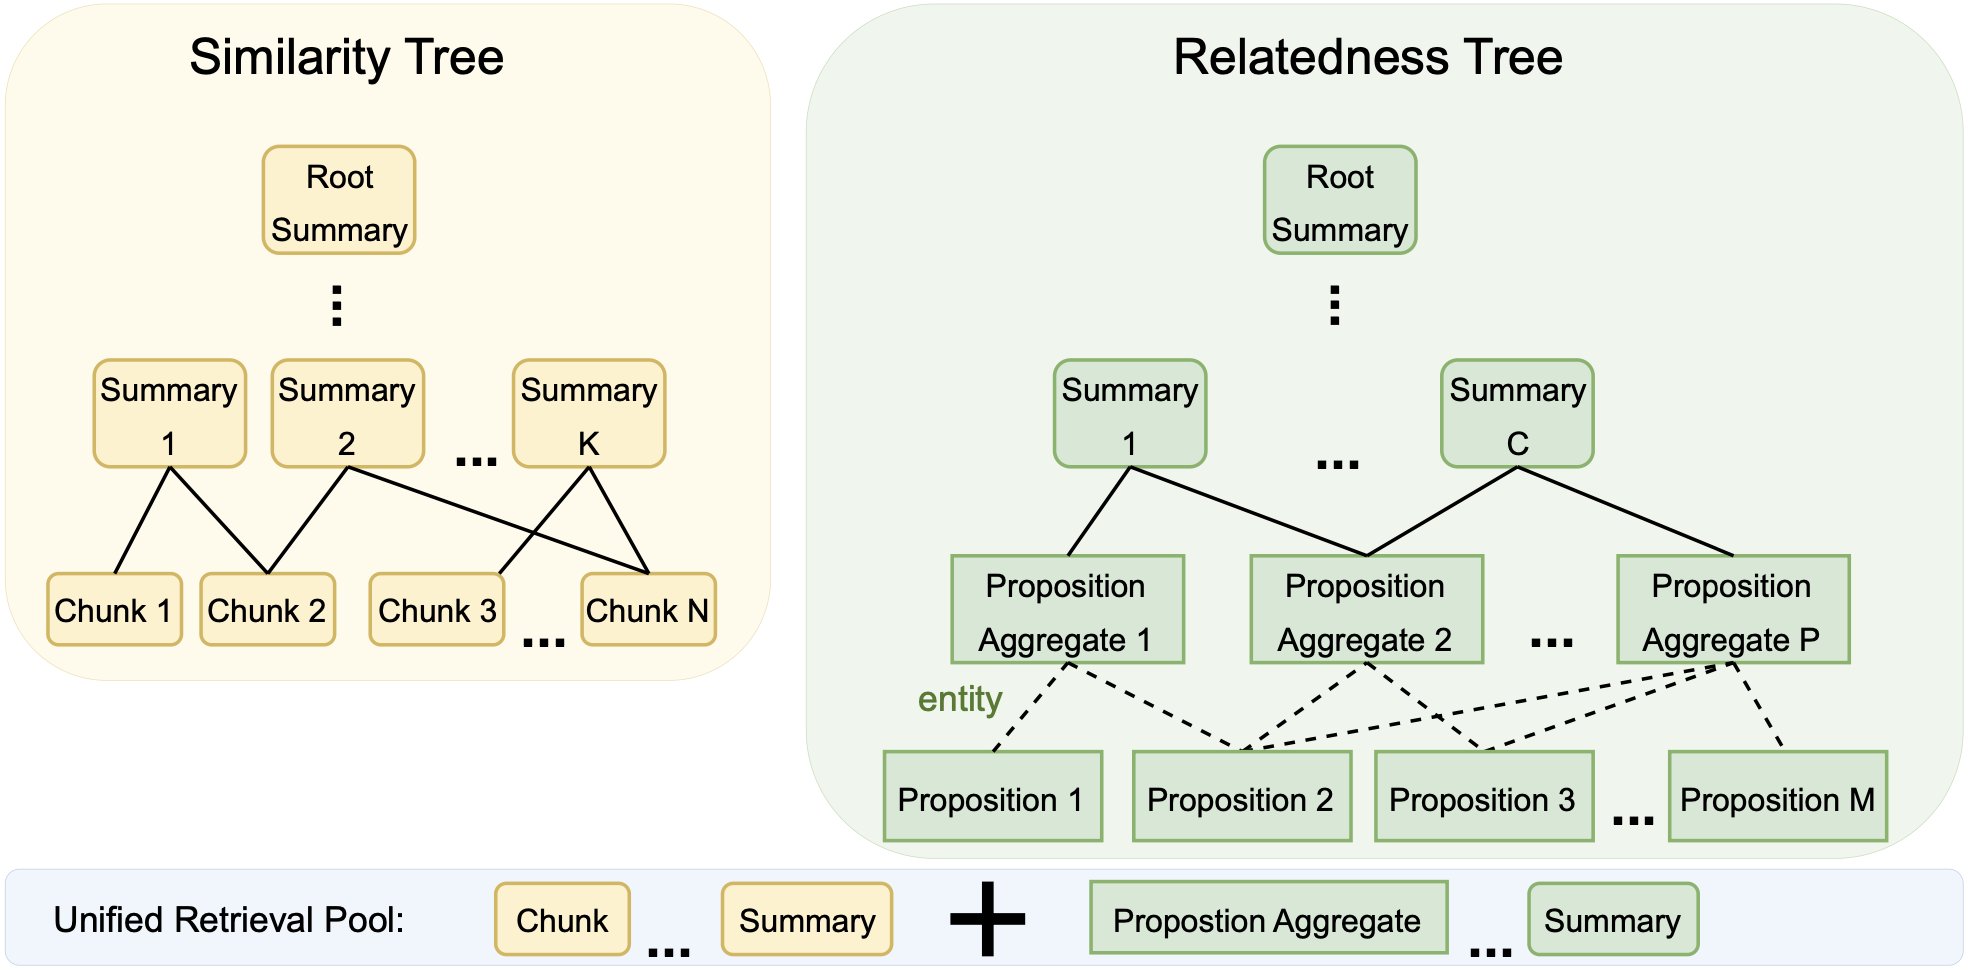 Similarity Tree
Root
Summary
Summary
1
Summary
2
...
Summary
K
Chunk 1
Chunk 2
Chunk 3
...
Chunk N
Relatedness Tree
Root
Summary
Summary
1
...
Summary
C
Proposition
Aggregate 1
Proposition
Aggregate 2
...
Proposition
Aggregate P
entity
Proposition 1
Proposition 2
Proposition 3
...
Proposition M
Unified Retrieval Pool:
Chunk
...
Summary
+
Propostion Aggregate
...
Summary